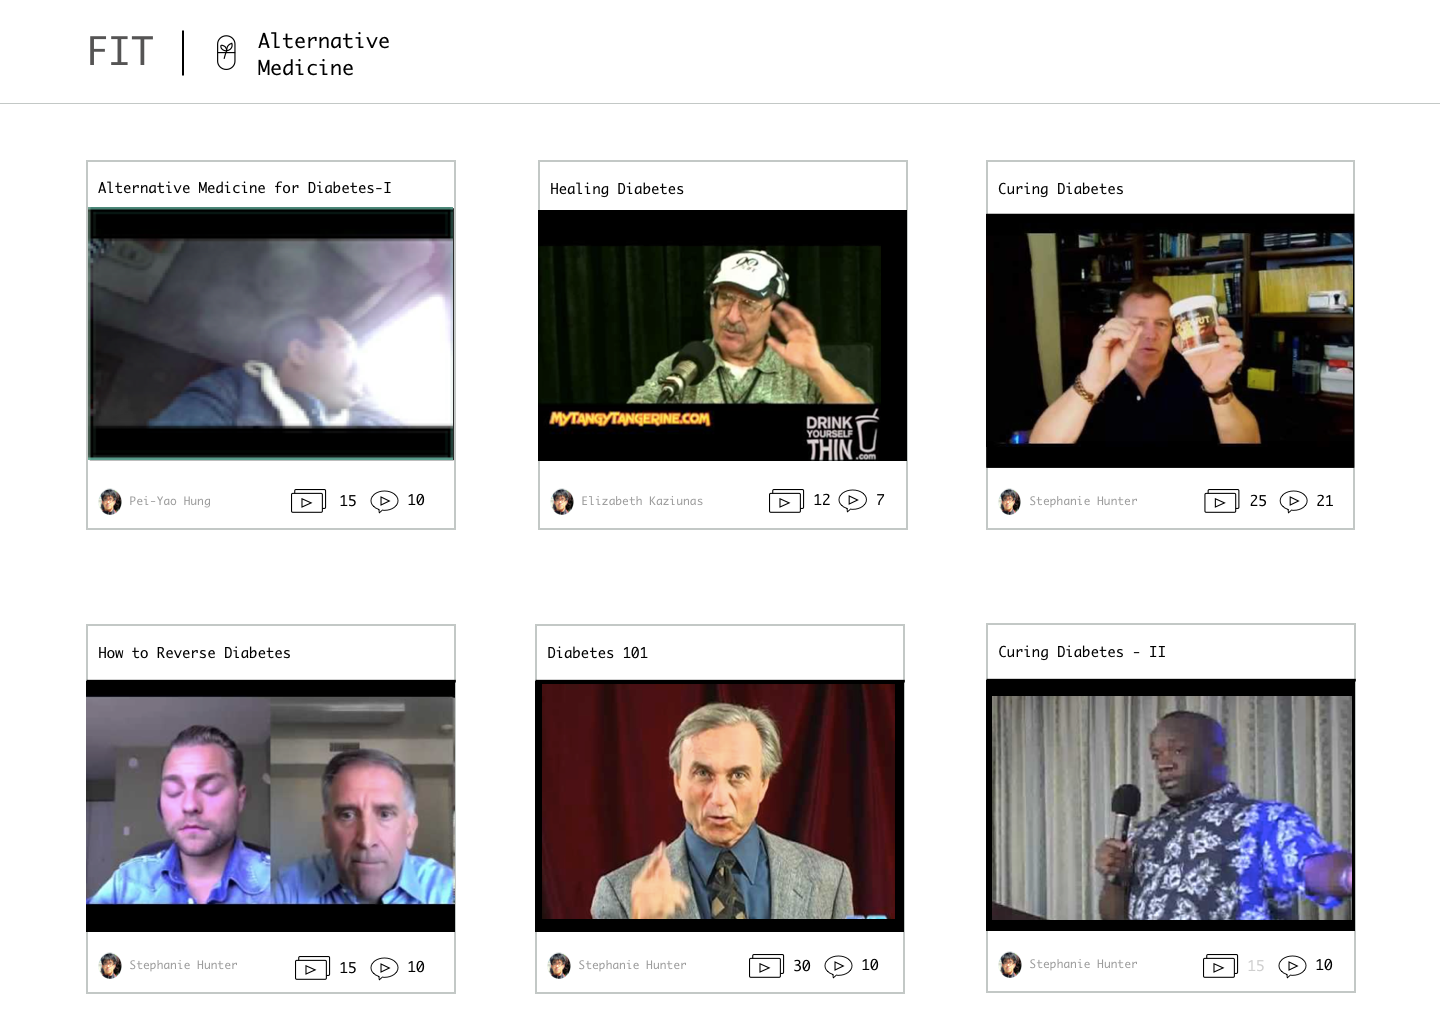 FIT
Alternative
Medicine
Alternative Medicine for Diabetes-I
Pei-Yao Hung
15
10
Healing Diabetes
MYTANGYTANGERINE.COM
DRINK
YOURSELF
THIN
.com
Elizabeth Kaziunas
12
7
Curing Diabetes
Stephanie Hunter
25
21
How to Reverse Diabetes
Stephanie Hunter
15
10
Diabetes 101
Stephanie Hunter
30
10
Curing Diabetes - II
Stephanie Hunter
15
10